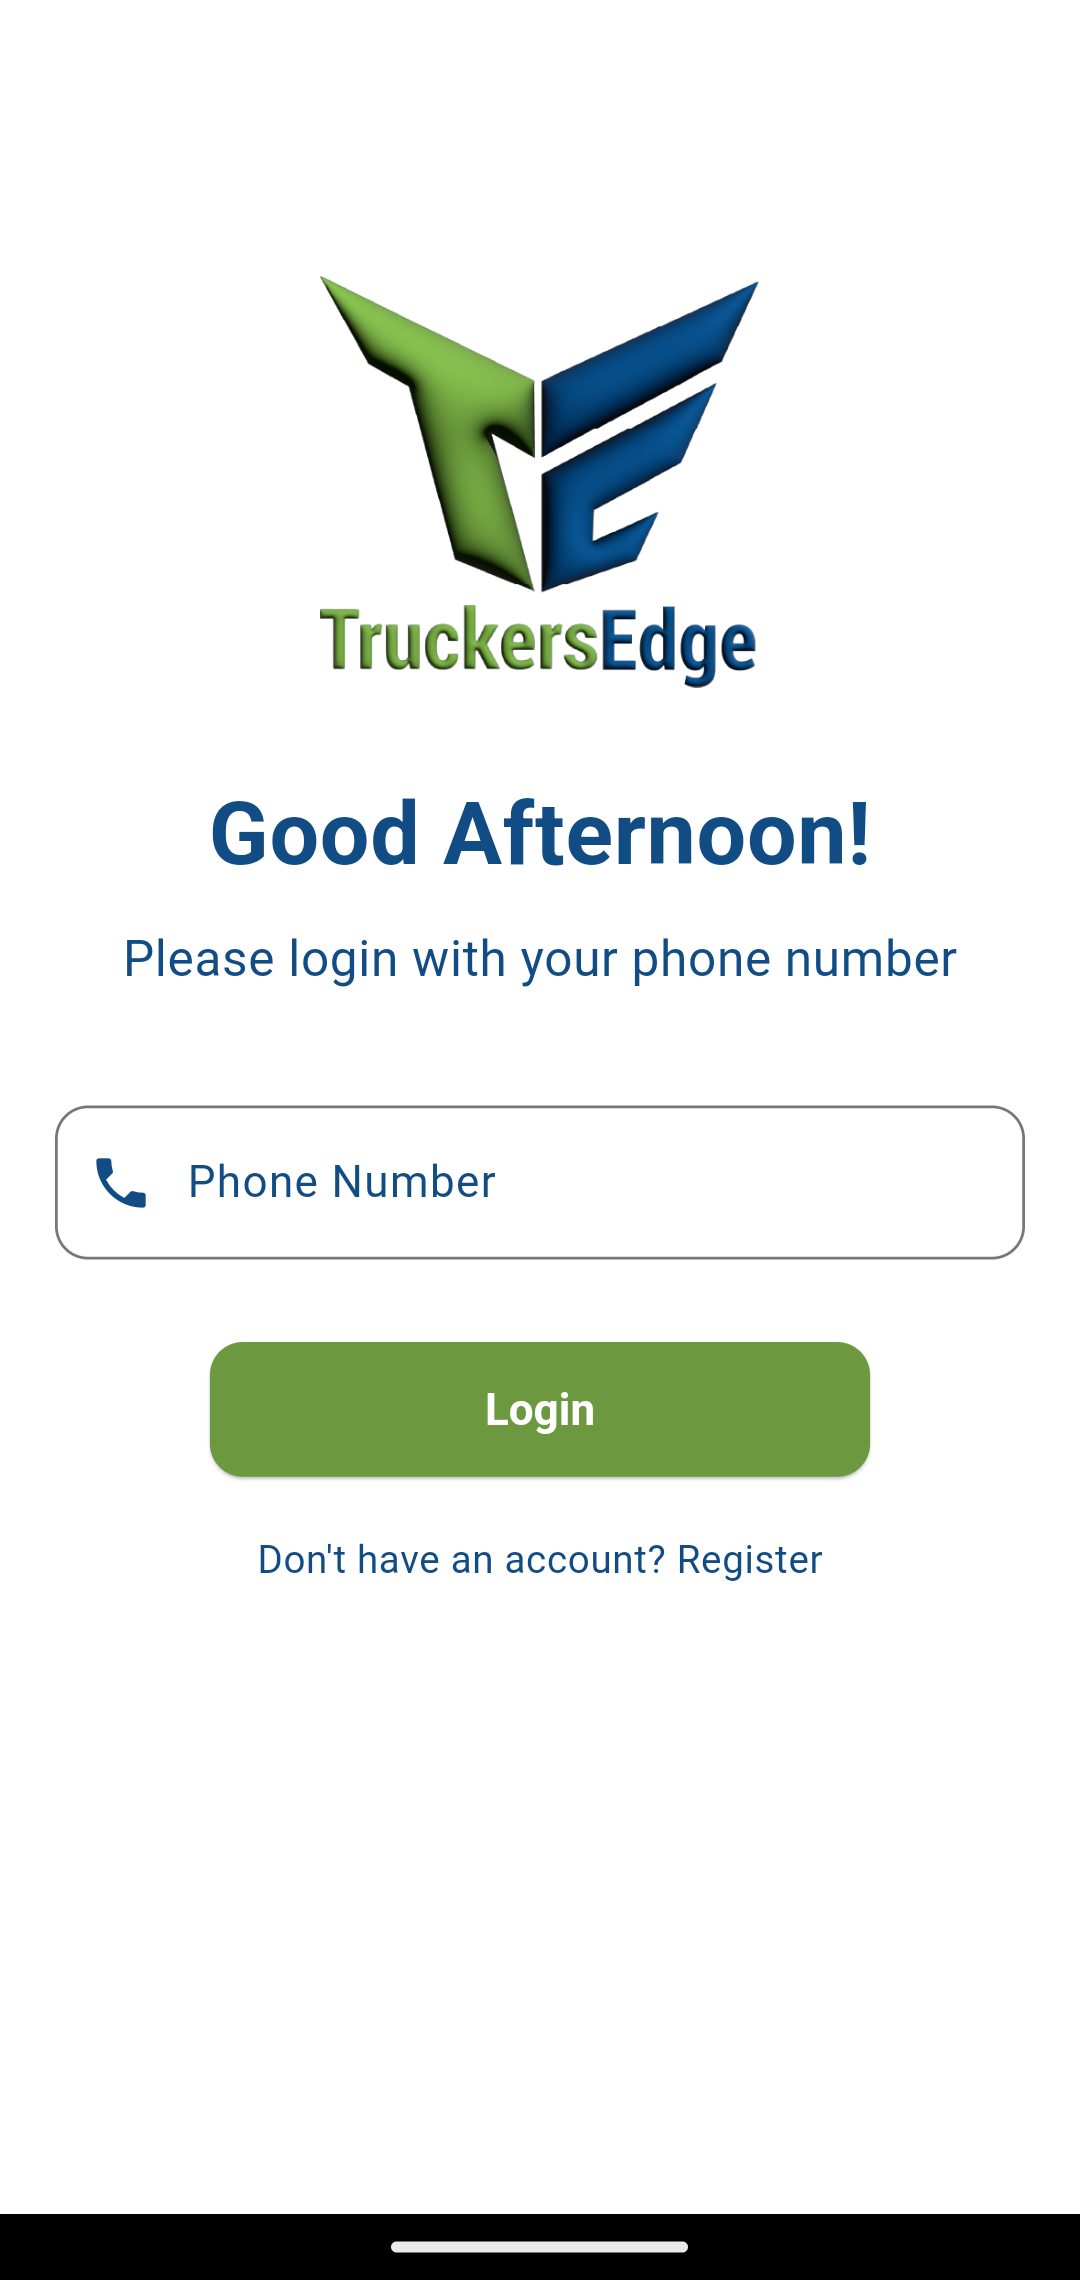 TruckersEdge
Good Afternoon!
Please login with your phone number
Phone Number
Login
Don't have an account? Register